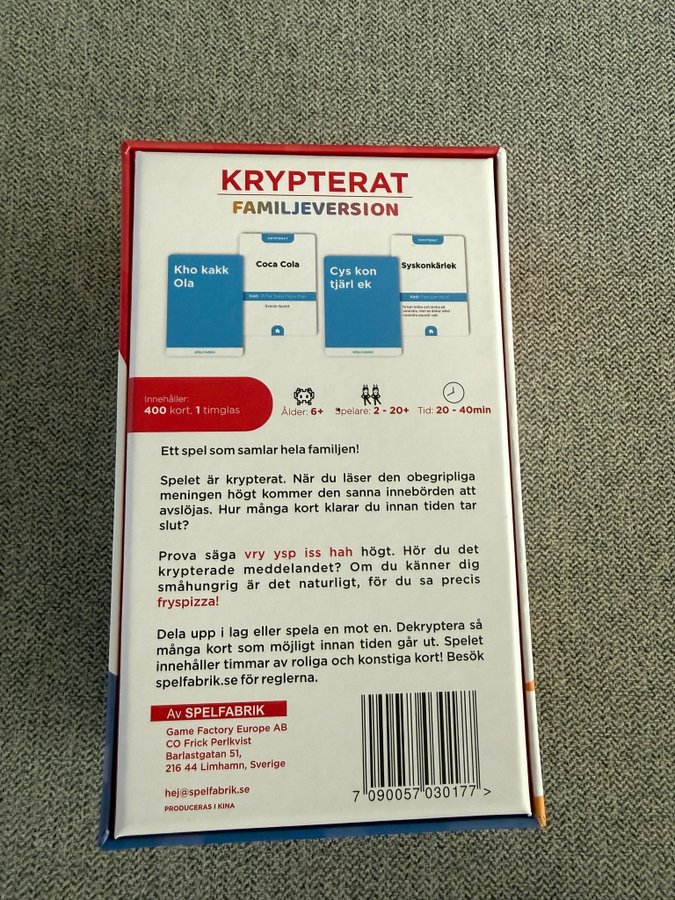 KRYPTERAT
FAMILJEVERSION
Kho kakk
Ola
KRYPTERAT
Coca Cola
SPELFABRIK
Cys kon
tjärl ek
KRYPTERAT
Syskonkärlek
SPELFABRIK
Innehåller:
400 kort, 1 timglas
Ålder: 6+
Spelare: 2 - 20+
Tid: 20 - 40min
Ett spel som samlar hela familjen!
Spelet är krypterat. När du läser den obegripliga
meningen högt kommer den sanna innebörden att
avslöjas. Hur många kort klarar du innan tiden tar
slut?
Prova säga vry ysp iss hah högt. Hör du det
krypterade meddelandet? Om du känner dig
småhungrig är det naturligt, för du sa precis
fryspizza!
Dela upp i lag eller spela en mot en. Dekryptera så
många kort som möjligt innan tiden går ut. Spelet
innehåller timmar av roliga och konstiga kort! Besök
spelfabrik.se för reglerna.
Av SPELFABRIK
Game Factory Europe AB
CO Frick Perlkvist
Barlastgatan 51,
216 44 Limhamn, Sverige
hej@spelfabrik.se
PRODUCERAS I KINA
7 090057 030177 >